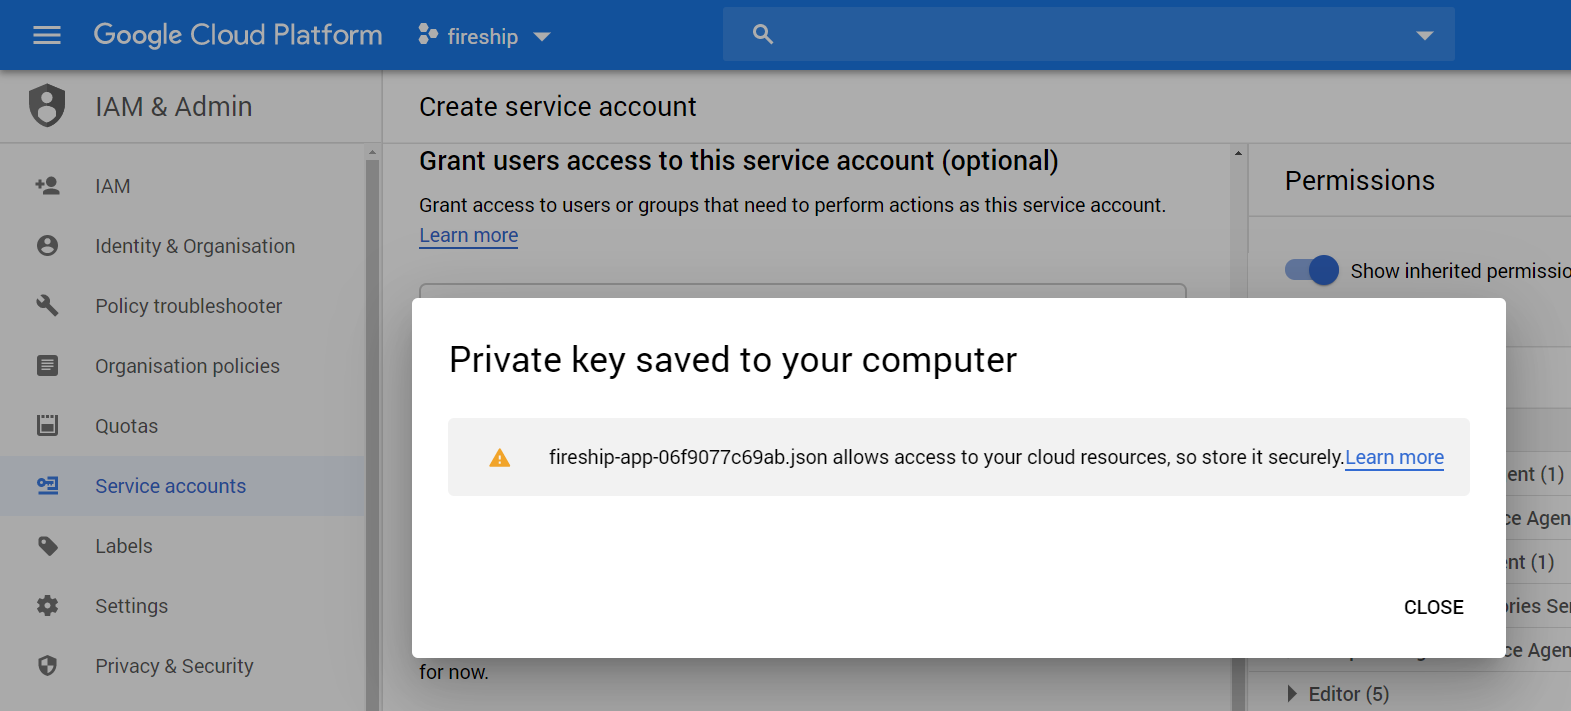 Google Cloud Platform
fireship
IAM & Admin
Create service account
IAM
Identity & Organisation
Policy troubleshooter
Organisation policies
Quotas
Service accounts
Labels
Settings
Privacy & Security
Grant users access to this service account (optional)
Grant access to users or groups that need to perform actions as this service account.
Learn more
Permissions
Show inherited permissio
Private key saved to your computer
fireship-app-06f9077c69ab.json allows access to your cloud resources, so store it securely.Learn more
CLOSE
for now.
ent (1)
ce Agen
nt (1)
ories Se
ce Agen
Editor (5)